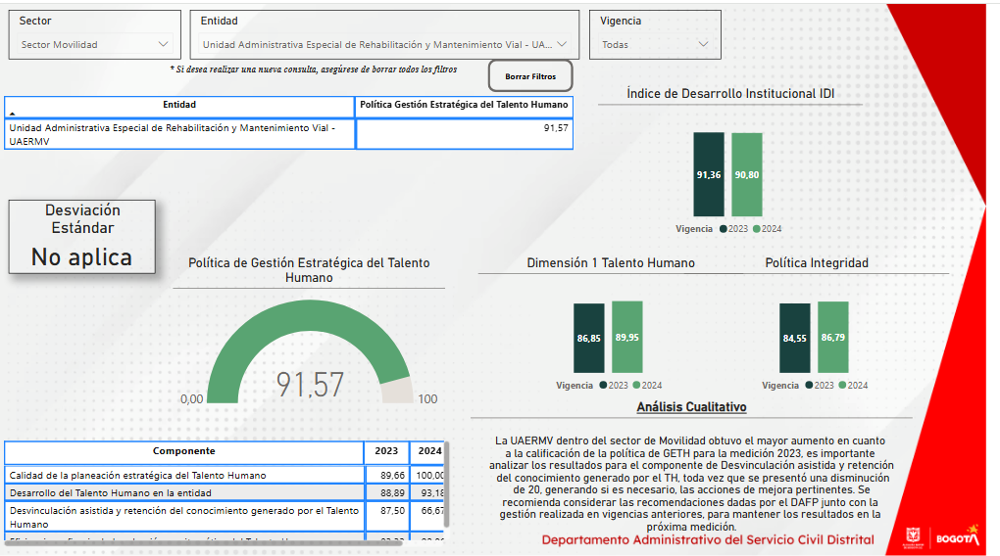 Sector
Sector Movilidad
Entidad
Unidad Administrativa Especial de Rehabilitación y Mantenimiento Vial - UA...
Vigencia
Todas
* Si desea realizar una nueva consulta, asegúrese de borrar todos los filtros
Borrar Filtros
Entidad Política Gestión Estratégica del Talento Humano
Unidad Administrativa Especial de Rehabilitación y Mantenimiento Vial - 91,57
UAERMV
Índice de Desarrollo Institucional IDI
91,36 90,80
Vigencia 2023 2024
Desviación
Estándar
No aplica
Política de Gestión Estratégica del Talento
Humano
91,57
0,00 100
Dimensión 1 Talento Humano
86,85 89,95
Vigencia 2023 2024
Política Integridad
84,55 86,79
Vigencia 2023 2024
Análisis Cualitativo
La UAERMV dentro del sector de Movilidad obtuvo el mayor aumento en cuanto
a la calificación de la política de GETH para la medición 2023, es importante
analizar los resultados para el componente de Desvinculación asistida y retención
del conocimiento generado por el TH, toda vez que se presentó una disminución
de 20, generando si es necesario, las acciones de mejora pertinentes. Se
recomienda considerar las recomendaciones dadas por el DAFP junto con la
gestión realizada en vigencias anteriores, para mantener los resultados en la
próxima medición.
Componente 2023 2024
Calidad de la planeación estratégica del Talento Humano 89,66 100,00
Desarrollo del Talento Humano en la entidad 88,89 93,18
Desvinculación asistida y retención del conocimiento generado por el Talento 87,50 66,67
Humano
Departamento Administrativo del Servicio Civil Distrital
BOGOTÁ